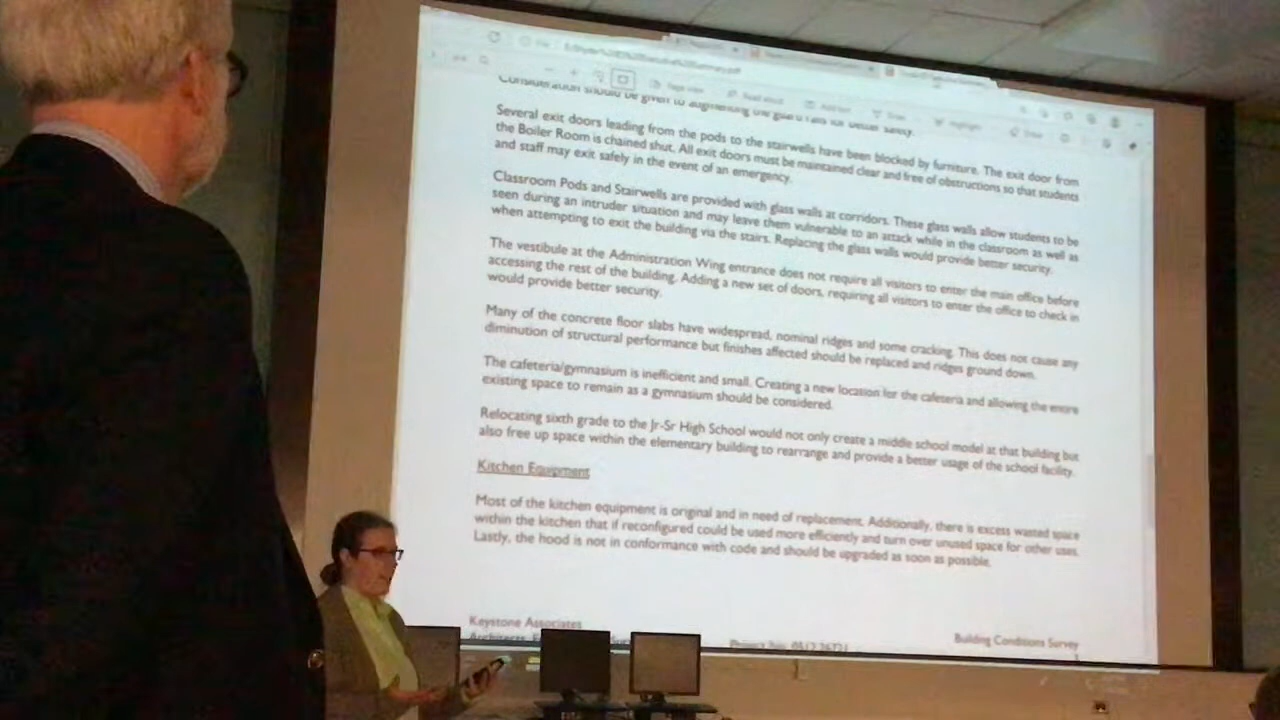 Consideration should be given to augmenting the guard rails for better safety.
Several exit doors leading from the pods to the stairwells have been blocked by furniture. The exit door from
the Boiler Room is chained shut. All exit doors must be maintained clear and free of obstructions so that students
and staff may exit safely in the event of an emergency.
Classroom Pods and Stairwells are provided with glass walls at corridors. These glass walls allow students to be
seen during an intruder situation and may leave them vulnerable to an attack while in the classroom as well as
when attempting to exit the building via the stairs. Replacing the glass walls would provide better security.
The vestibule at the Administration Wing entrance does not require all visitors to enter the main office before
accessing the rest of the building. Adding a new set of doors, requiring all visitors to enter the office to check in
would provide better security.
Many of the concrete floor slabs have widespread, nominal ridges and some cracking. This does not cause any
diminution of structural performance but finishes affected should be replaced and ridges ground down.
The cafeteria/gymnasium is inefficient and small. Creating a new location for the cafeteria and allowing the entire
existing space to remain as a gymnasium should be considered.
Relocating sixth grade to the Jr-Sr High School would not only create a middle school model at that building but
also free up space within the elementary building to rearrange and provide a better usage of the school facility.
Kitchen Equipment
Most of the kitchen equipment is original and in need of replacement. Additionally, there is excess wasted space
within the kitchen that if reconfigured could be used more efficiently and turn over unused space for other uses.
Lastly, the hood is not in conformance with code and should be upgraded as soon as possible.
Keystone Associates
Building Conditions Survey